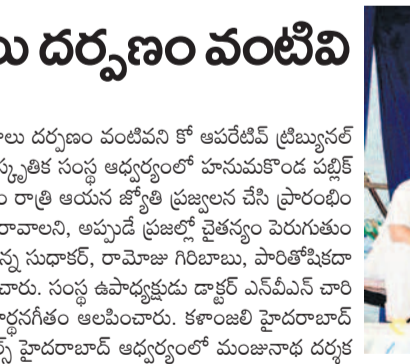 లు దర్పణం వంటివి
ాలు దర్పణం వంటివని కో ఆపరేటివ్ ట్రిబ్యునల్
స్కృతిక సంస్థ ఆధ్వర్యంలో హనుమకొండ పబ్లిక్
ం రాత్రి ఆయన జ్యోతి ప్రజ్వలన చేసి ప్రారంభిం
రావాలని, అప్పుడే ప్రజల్లో చైతన్యం పెరుగుతుం
న్న సుధాకర్, రామోజు గిరిబాబు, పారితోషికదా
చారు. సంస్థ ఉపాధ్యక్షుడు డాక్టర్ ఎన్‌వీఎన్ చారి
ార్థనగీతం ఆలపించారు. కళాంజలి హైదరాబాద్
ర్స్ హైదరాబాద్ ఆధ్వర్యంలో మంజునాథ దర్శక